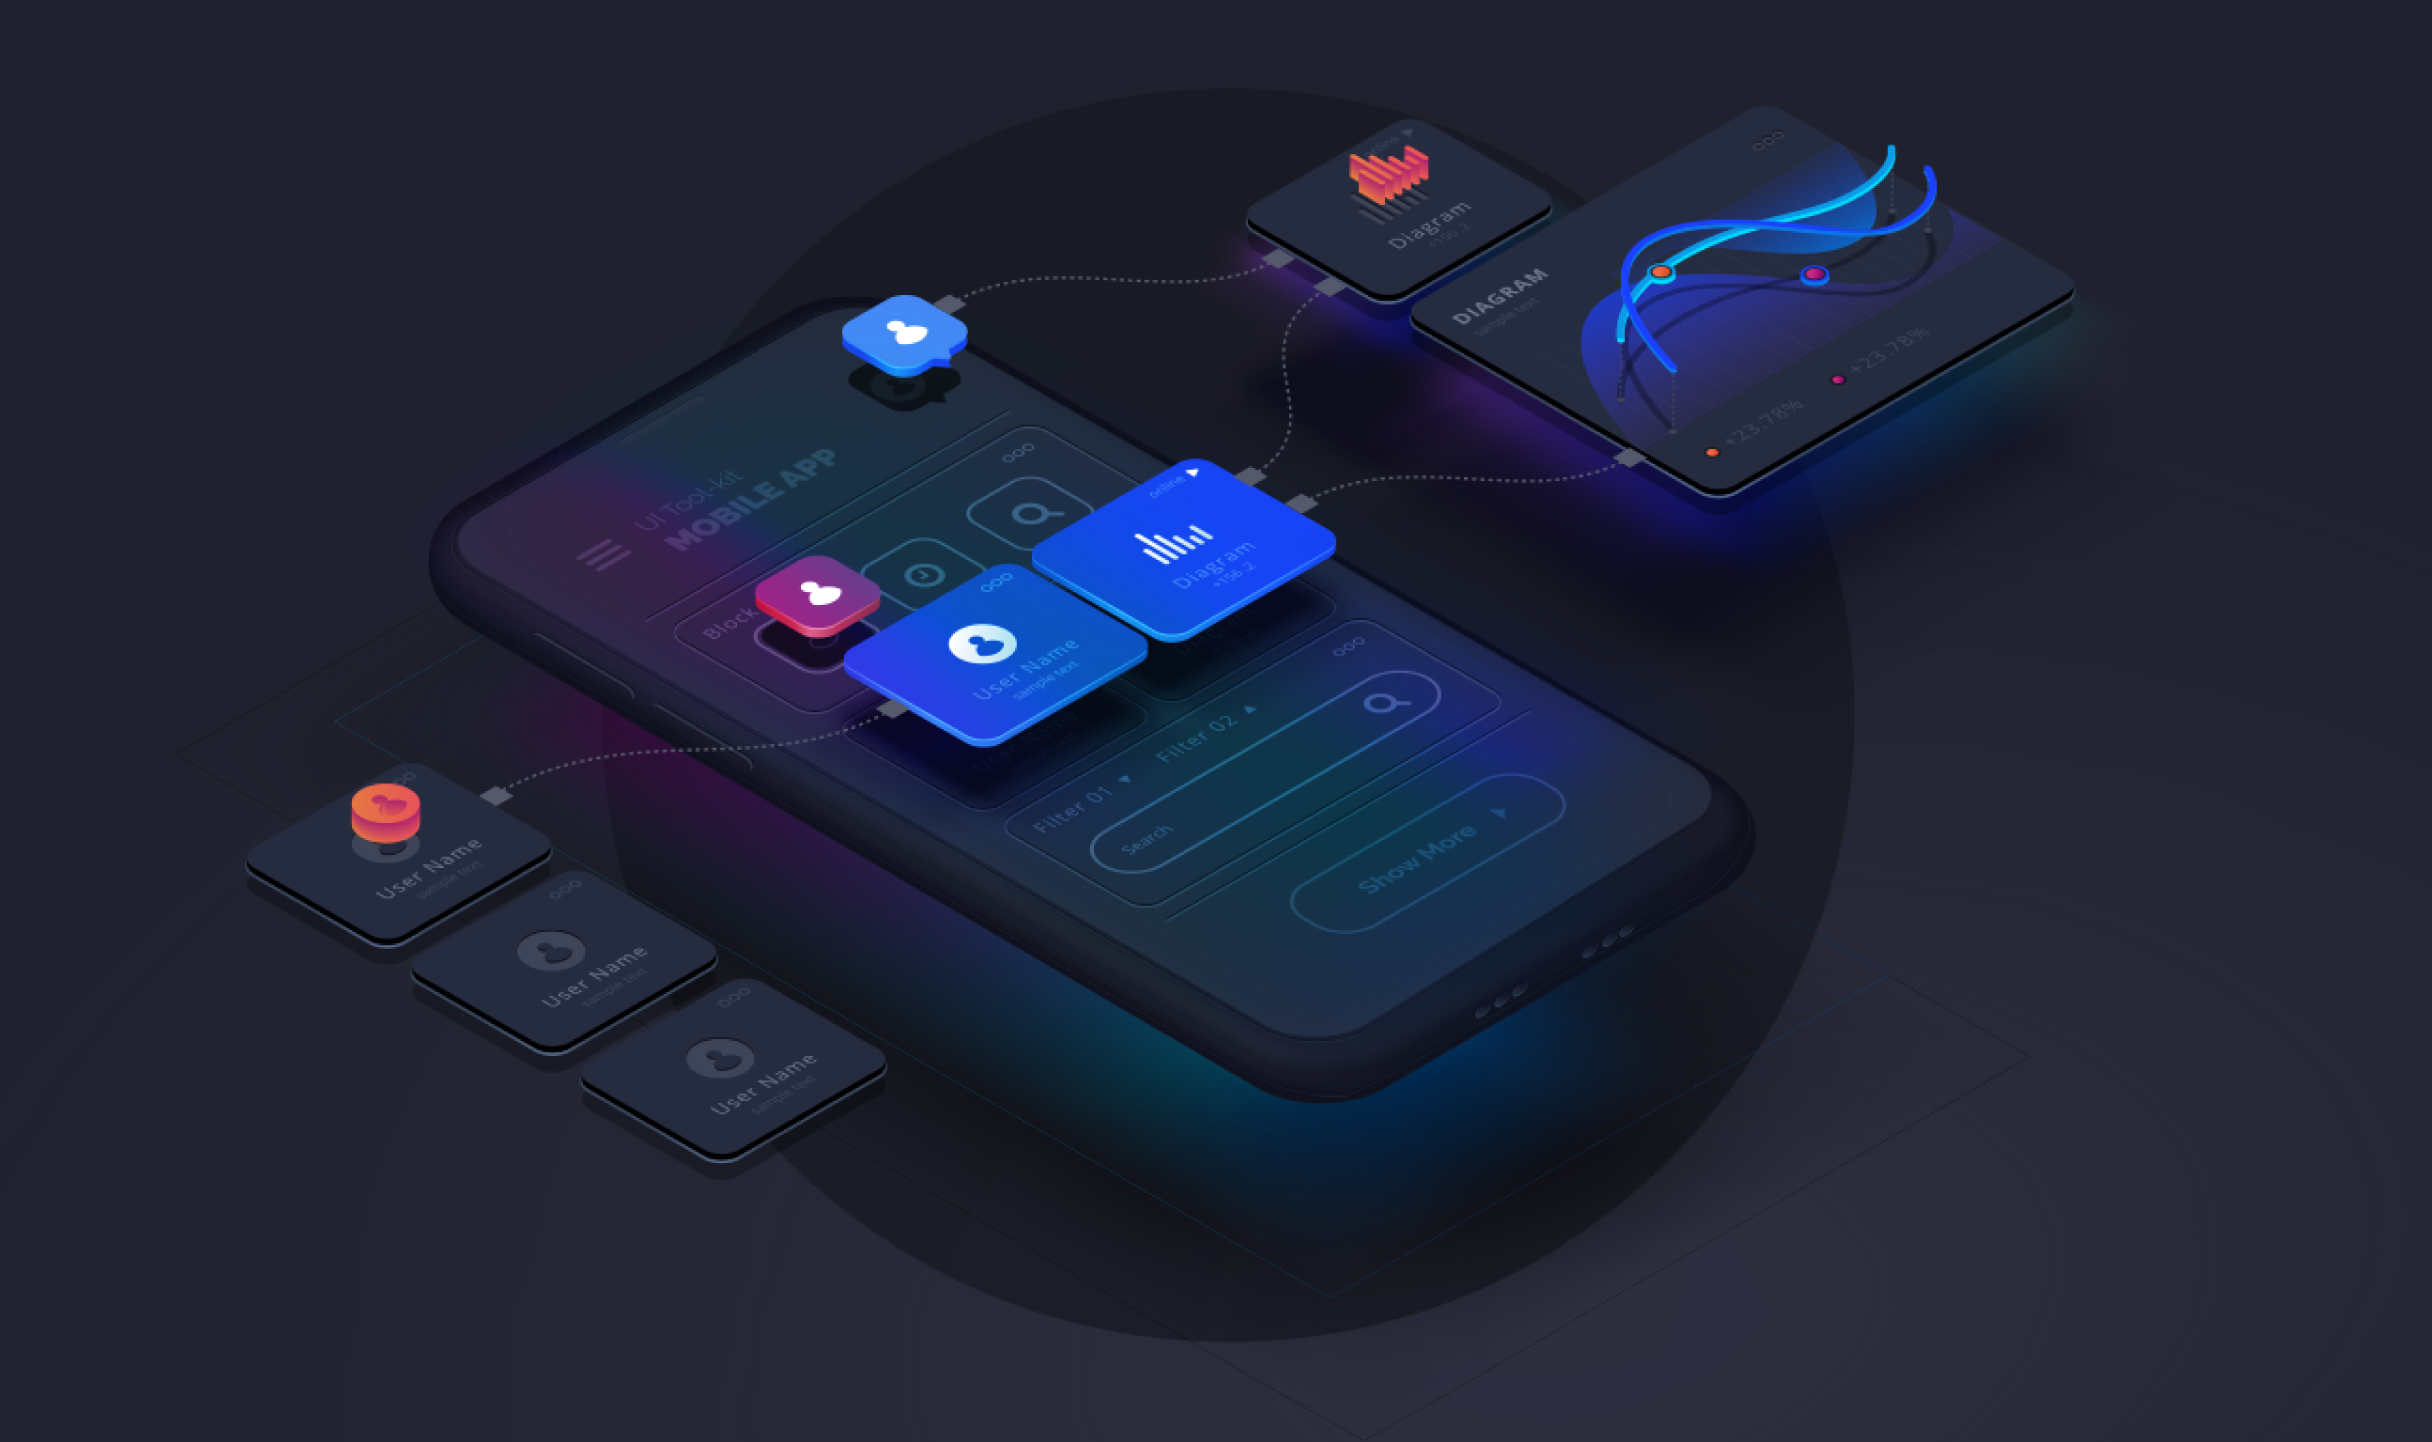 online
Diagram
+156.2
DIAGRAM
sample text
+23.78%
+23.78%
UI Tool-kit
MOBILE APP
Block
online
Diagram
+156.2
User Name
sample text
Filter 01
Filter 02
Search
Show More
User Name
sample text
User Name
sample text
User Name
sample text